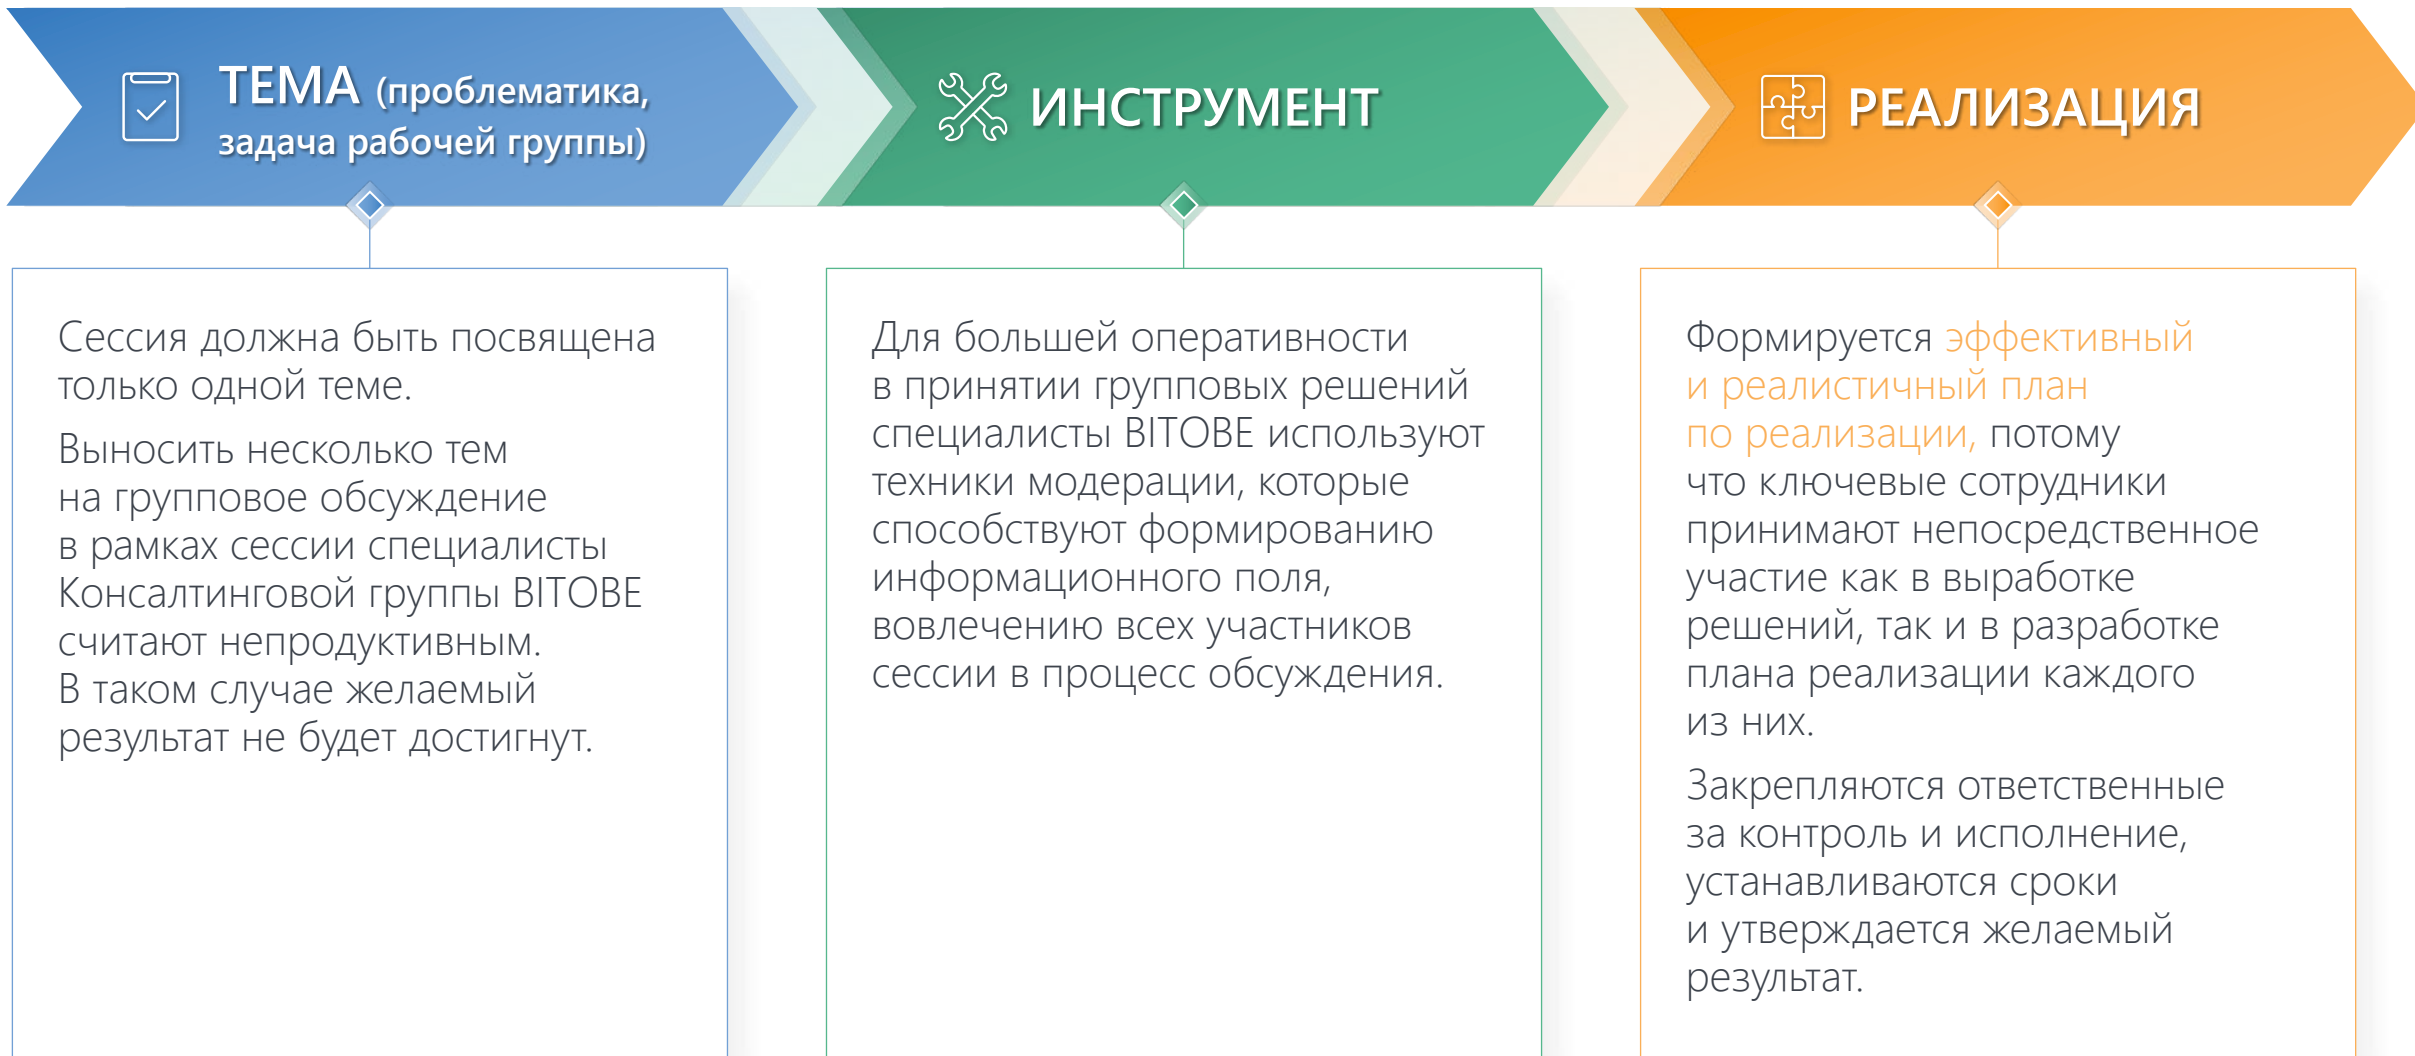 ТЕМА (проблематика,
задача рабочей группы)
Сессия должна быть посвящена
только одной теме.
Выносить несколько тем
на групповое обсуждение
в рамках сессии специалисты
Консалтинговой группы BITOBE
считают непродуктивным.
В таком случае желаемый
результат не будет достигнут.
ИНСТРУМЕНТ
Для большей оперативности
в принятии групповых решений
специалисты BITOBE используют
техники модерации, которые
способствуют формированию
информационного поля,
вовлечению всех участников
сессии в процесс обсуждения.
РЕАЛИЗАЦИЯ
Формируется эффективный
и реалистичный план
по реализации, потому
что ключевые сотрудники
принимают непосредственное
участие как в выработке
решений, так и в разработке
плана реализации каждого
из них.
Закрепляются ответственные
за контроль и исполнение,
устанавливаются сроки
и утверждается желаемый
результат.